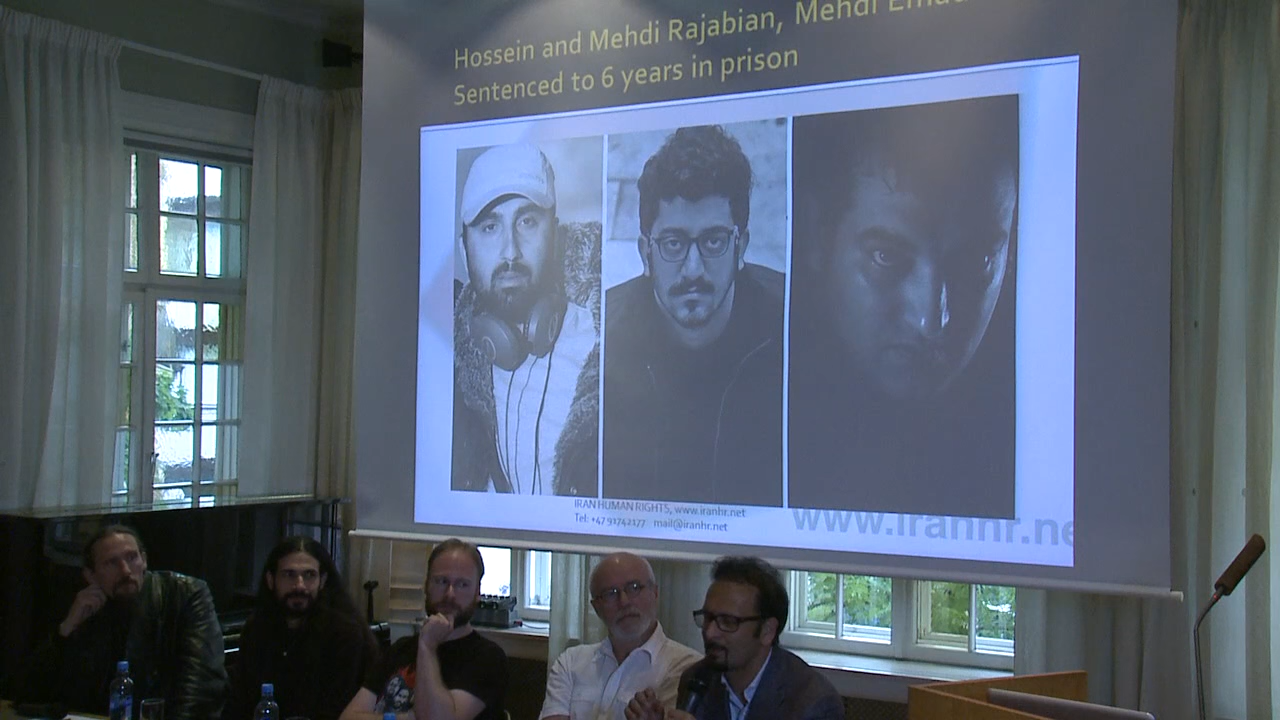 Hossein and Mehdi Rajabian, Mehdi
Sentenced to 6 years in prison
IRAN HUMAN RIGHTS, www.iranhr.net
Tel: +47 91742177 mail@iranhr.net
www.iranhr.ne